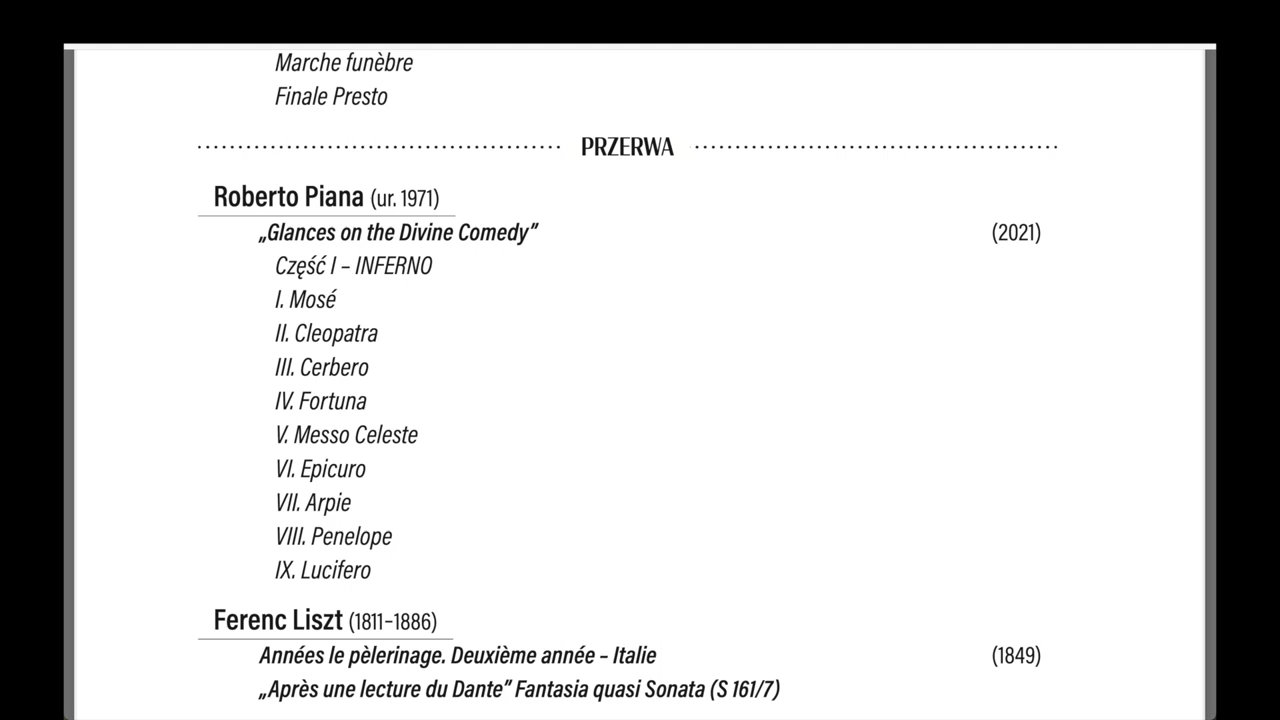 Marche funèbre
Finale Presto
PRZERWA
Roberto Piana (ur. 1971)
„Glances on the Divine Comedy” (2021)
Część I – INFERNO
I. Mosé
II. Cleopatra
III. Cerbero
IV. Fortuna
V. Messo Celeste
VI. Epicuro
VII. Arpie
VIII. Penelope
IX. Lucifero
Ferenc Liszt (1811–1886)
Années le pèlerinage. Deuxième année – Italie (1849)
„Après une lecture du Dante” Fantasia quasi Sonata (S 161/7)